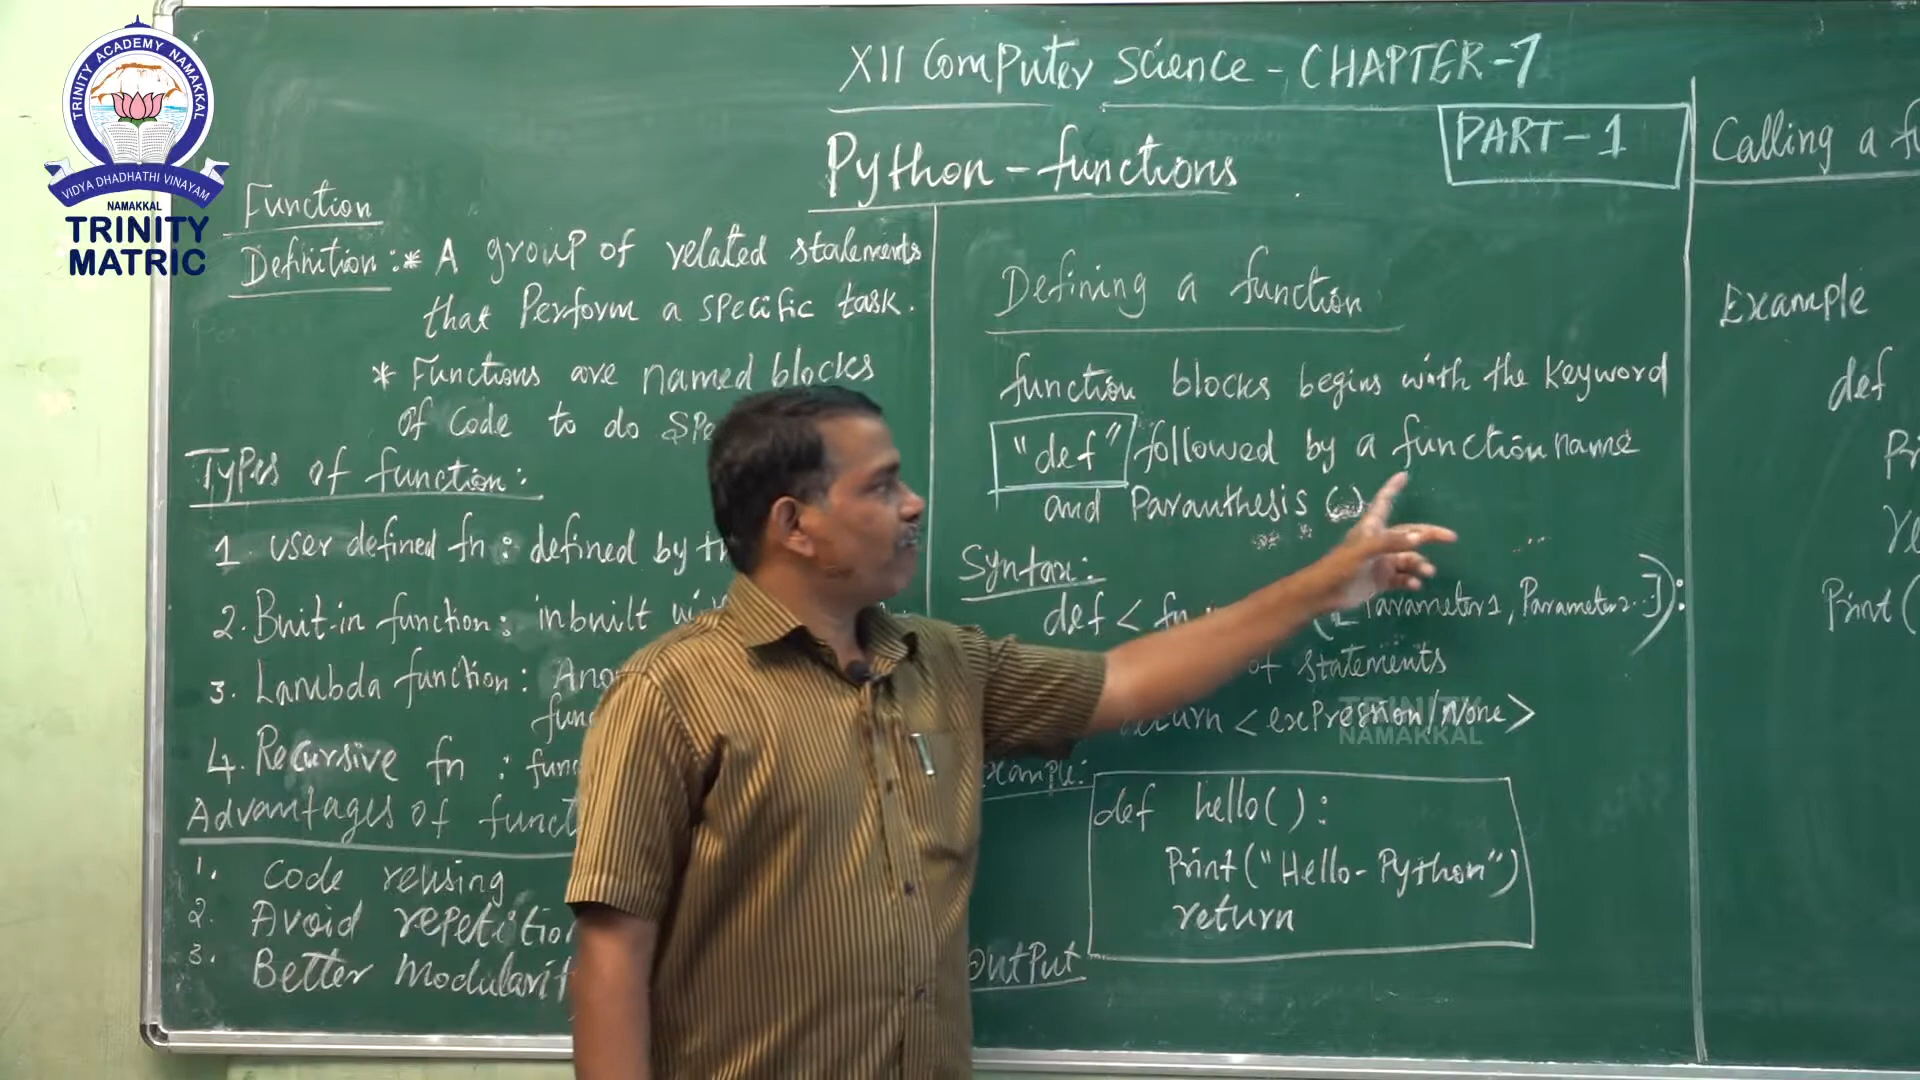 TRINITY ACADEMY NAMAKKAL
VIDYA DHADHATHI VINAYAM
NAMAKKAL
TRINITY
MATRIC
XII Computer Science - CHAPTER-7
PART-1
Python - functions
Function
Definition : * A group of related statements
that Perform a specific task.
* Functions are named blocks
of Code to do
Types of function :
1. user defined fn : defined by
2. Buit-in function : inbuilt
3. Lambda function :
4. Recursive fn :
Advantages of
1. Code reusing
2. Avoid
3. Better
Defining a function
function blocks begins with the Keyword
"def" followed by a function name
and Paranthesis ( )
Syntax:
def < ([Parameter1, Parameter2..]):
of Statements
<expression/None>
TRINITY
NAMAKKAL
def hello():
Print("Hello-Python")
return
OutPut
Calling a
Example
def
Print(